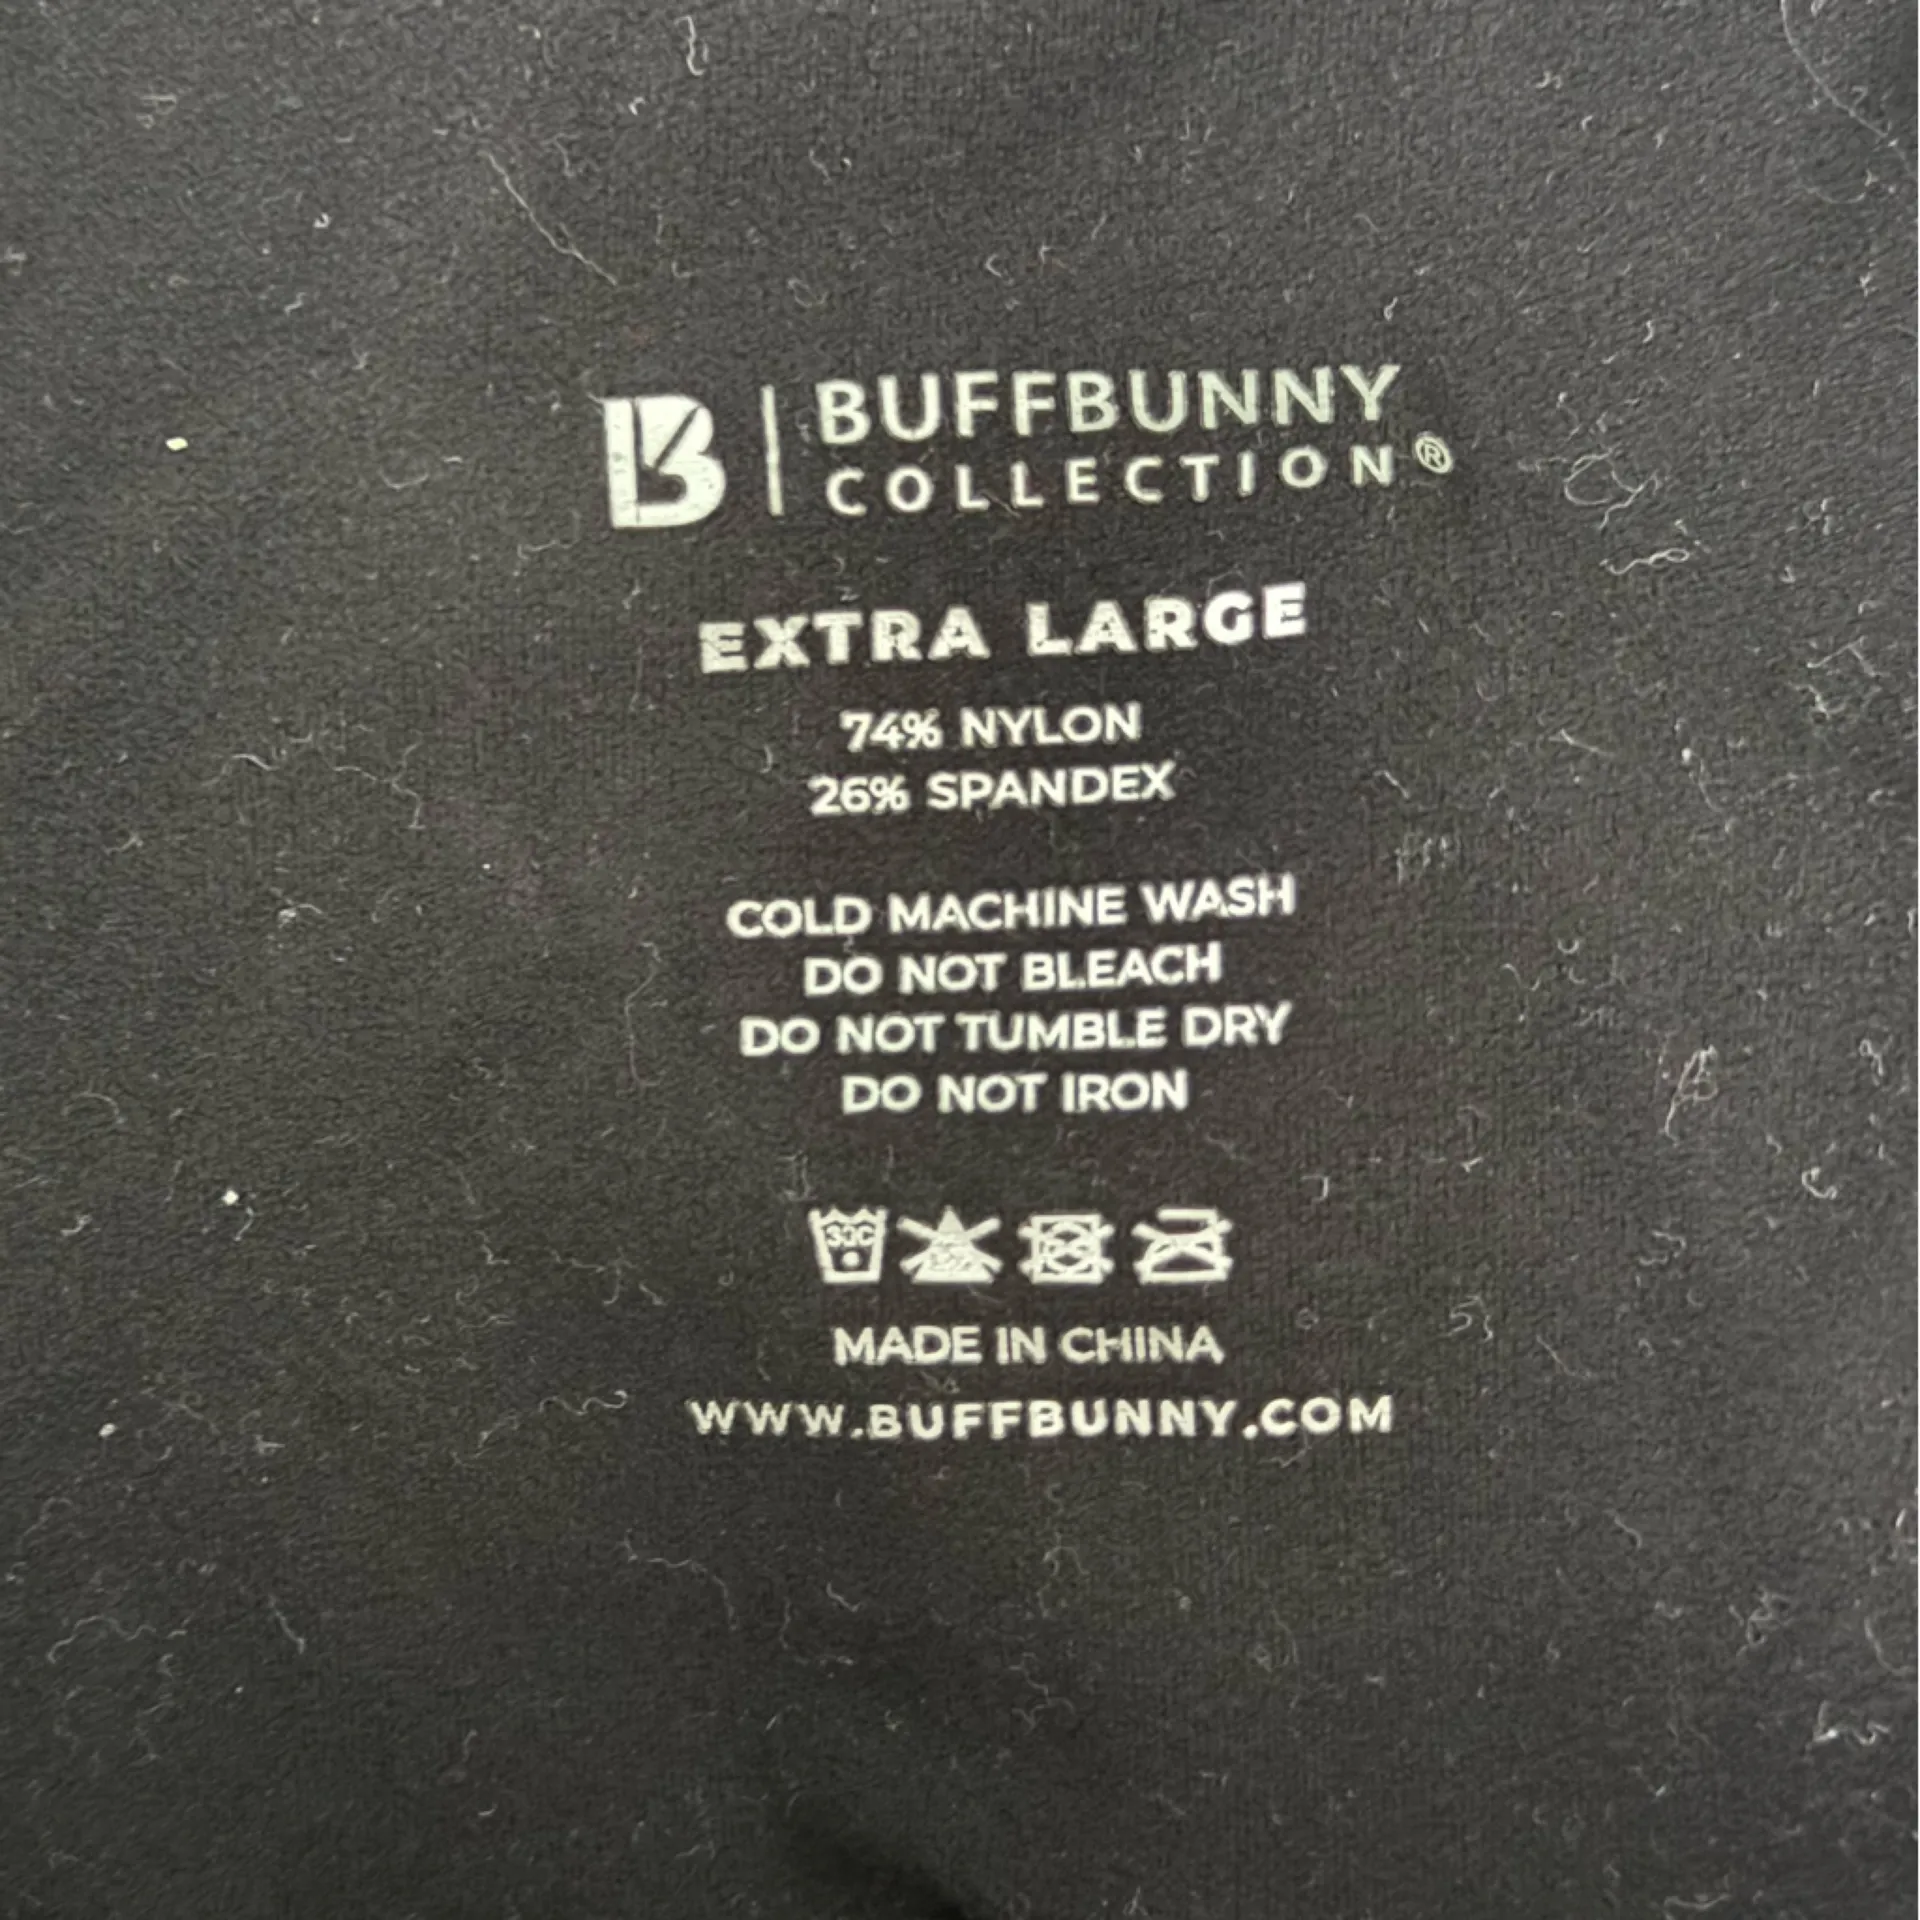 B | BUFFBUNNY
COLLECTION®
EXTRA LARGE
74% NYLON
26% SPANDEX
COLD MACHINE WASH
DO NOT BLEACH
DO NOT TUMBLE DRY
DO NOT IRON
30C
MADE IN CHINA
WWW.BUFFBUNNY.COM